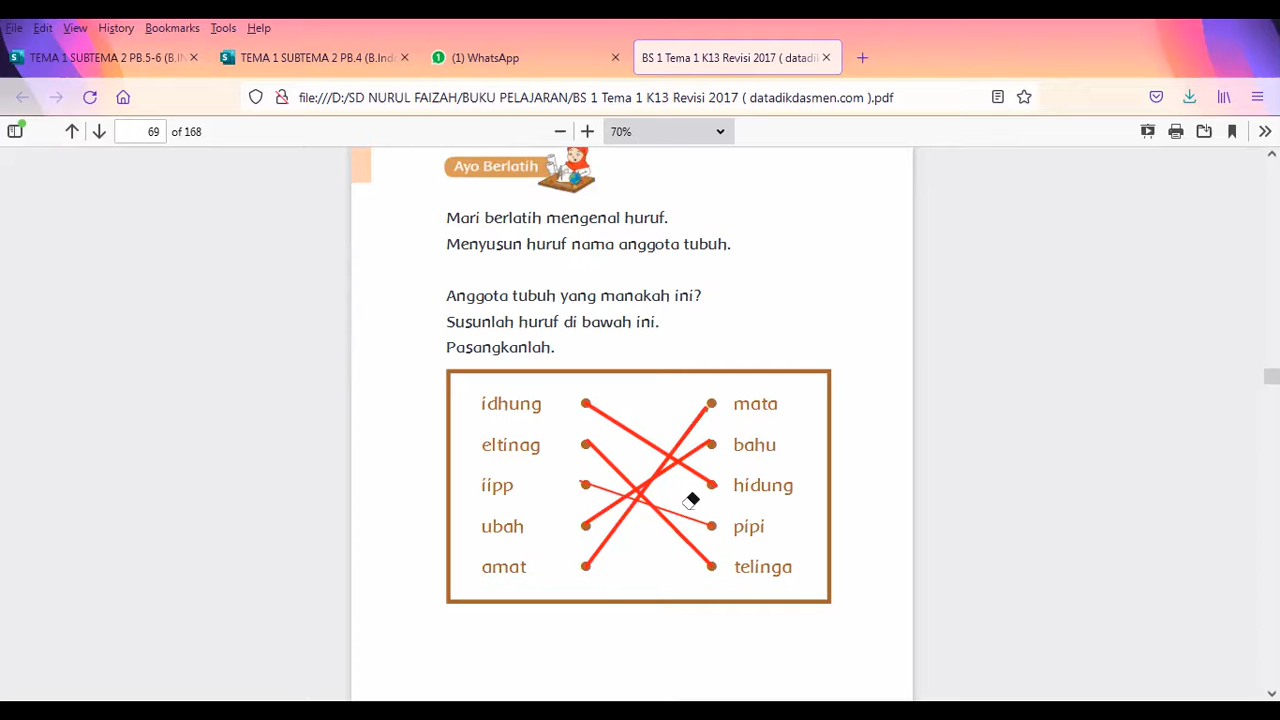 File Edit View History Bookmarks Tools Help
TEMA 1 SUBTEMA 2 PB.5-6 (B.IN
TEMA 1 SUBTEMA 2 PB.4 (B.Ind
(1) WhatsApp
BS 1 Tema 1 K13 Revisi 2017 ( datadil
file:///D:/SD NURUL FAIZAH/BUKU PELAJARAN/BS 1 Tema 1 K13 Revisi 2017 ( datadikdasmen.com ).pdf
69 of 168
70%
Ayo Berlatih
Mari berlatih mengenal huruf.
Menyusun huruf nama anggota tubuh.
Anggota tubuh yang manakah ini?
Susunlah huruf di bawah ini.
Pasangkanlah.
idhung mata
eltinag bahu
iipp hidung
ubah pipi
amat telinga